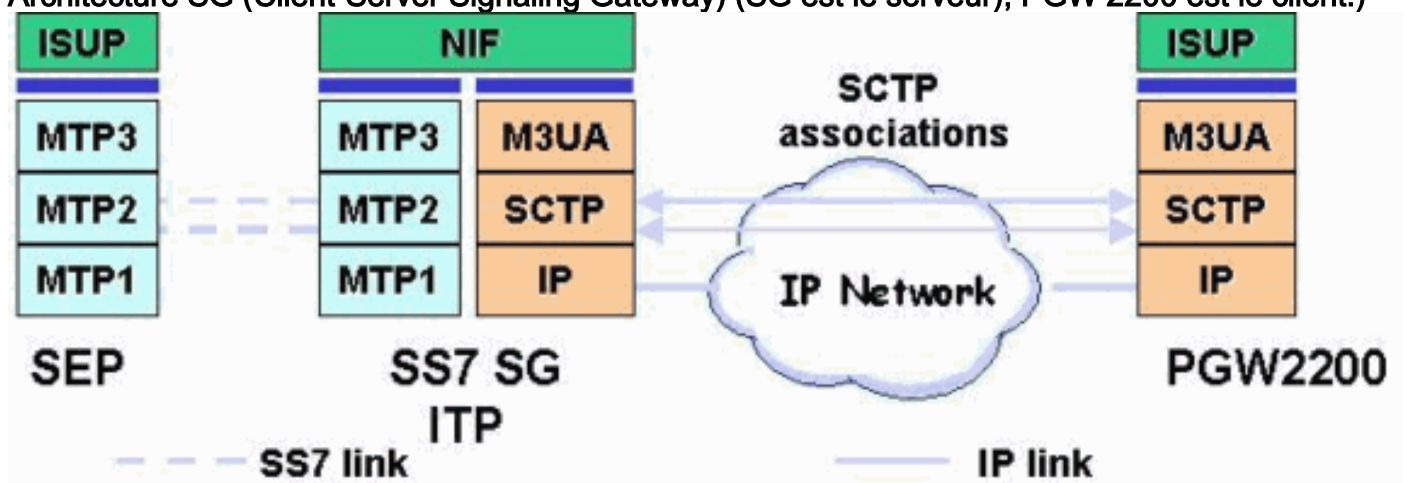 Architecture SG (Client Server Signaling Gateway) (SG est le serveur), PGW 2200 est le client.)
ISUP NIF ISUP
SCTP
associations
MTP3 MTP3 M3UA M3UA
MTP2 MTP2 SCTP SCTP
MTP1 MTP1 IP IP Network IP
SEP SS7 SG PGW2200
ITP
SS7 link IP link